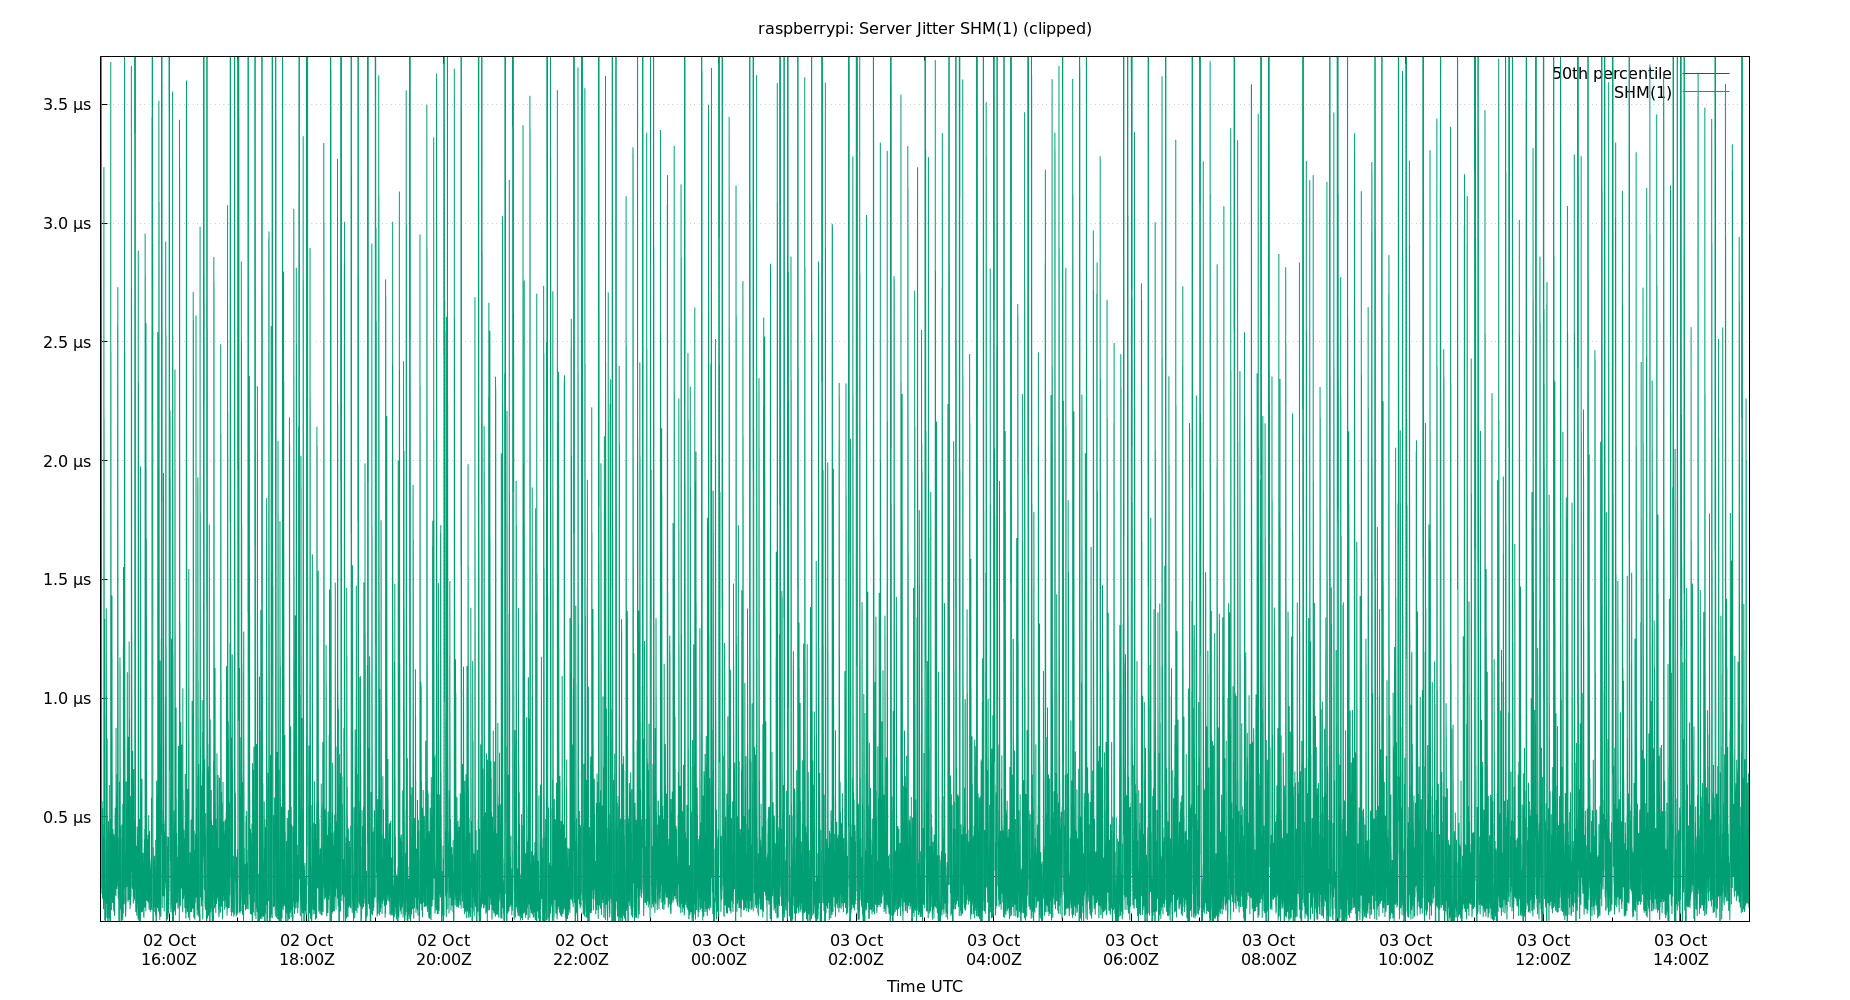 raspberrypi: Server Jitter SHM(1) (clipped)
50th percentile
SHM(1)
3.5 µs
3.0 µs
2.5 µs
2.0 µs
1.5 µs
1.0 µs
0.5 µs
02 Oct 02 Oct 02 Oct 02 Oct 03 Oct 03 Oct 03 Oct 03 Oct 03 Oct 03 Oct 03 Oct 03 Oct
16:00Z 18:00Z 20:00Z 22:00Z 00:00Z 02:00Z 04:00Z 06:00Z 08:00Z 10:00Z 12:00Z 14:00Z
Time UTC